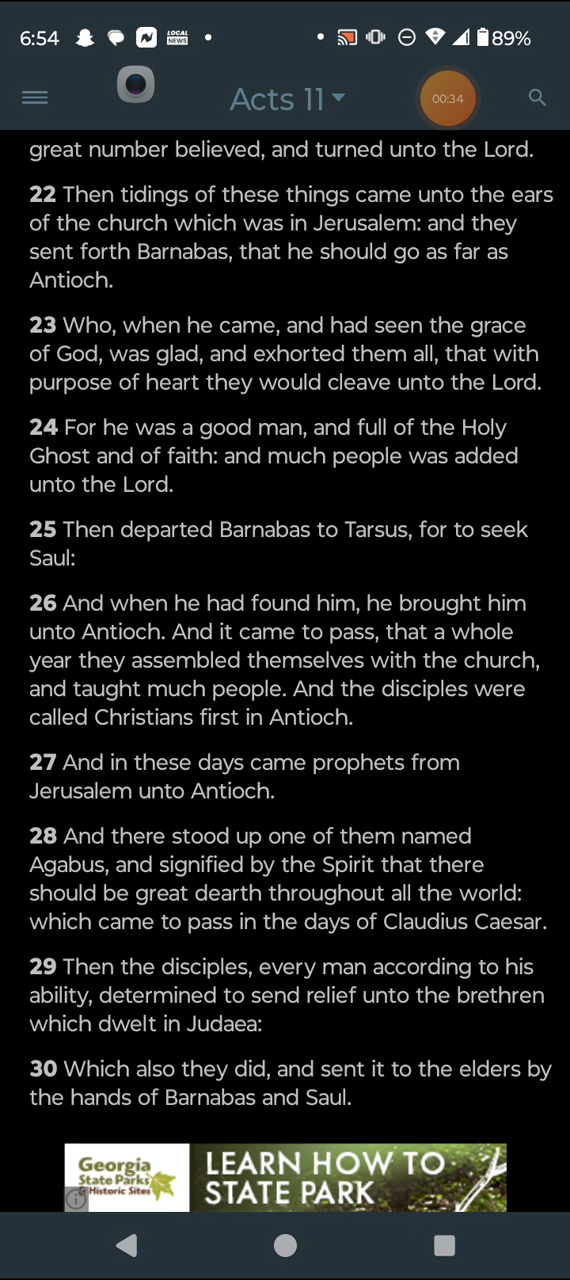 6:54
LOCAL
NEWS
89%
Acts 11
00:34
great number believed, and turned unto the Lord.
22 Then tidings of these things came unto the ears
of the church which was in Jerusalem: and they
sent forth Barnabas, that he should go as far as
Antioch.
23 Who, when he came, and had seen the grace
of God, was glad, and exhorted them all, that with
purpose of heart they would cleave unto the Lord.
24 For he was a good man, and full of the Holy
Ghost and of faith: and much people was added
unto the Lord.
25 Then departed Barnabas to Tarsus, for to seek
Saul:
26 And when he had found him, he brought him
unto Antioch. And it came to pass, that a whole
year they assembled themselves with the church,
and taught much people. And the disciples were
called Christians first in Antioch.
27 And in these days came prophets from
Jerusalem unto Antioch.
28 And there stood up one of them named
Agabus, and signified by the Spirit that there
should be great dearth throughout all the world:
which came to pass in the days of Claudius Caesar.
29 Then the disciples, every man according to his
ability, determined to send relief unto the brethren
which dwelt in Judaea:
30 Which also they did, and sent it to the elders by
the hands of Barnabas and Saul.
Georgia
State Parks
& Historic Sites
LEARN HOW TO
STATE PARK